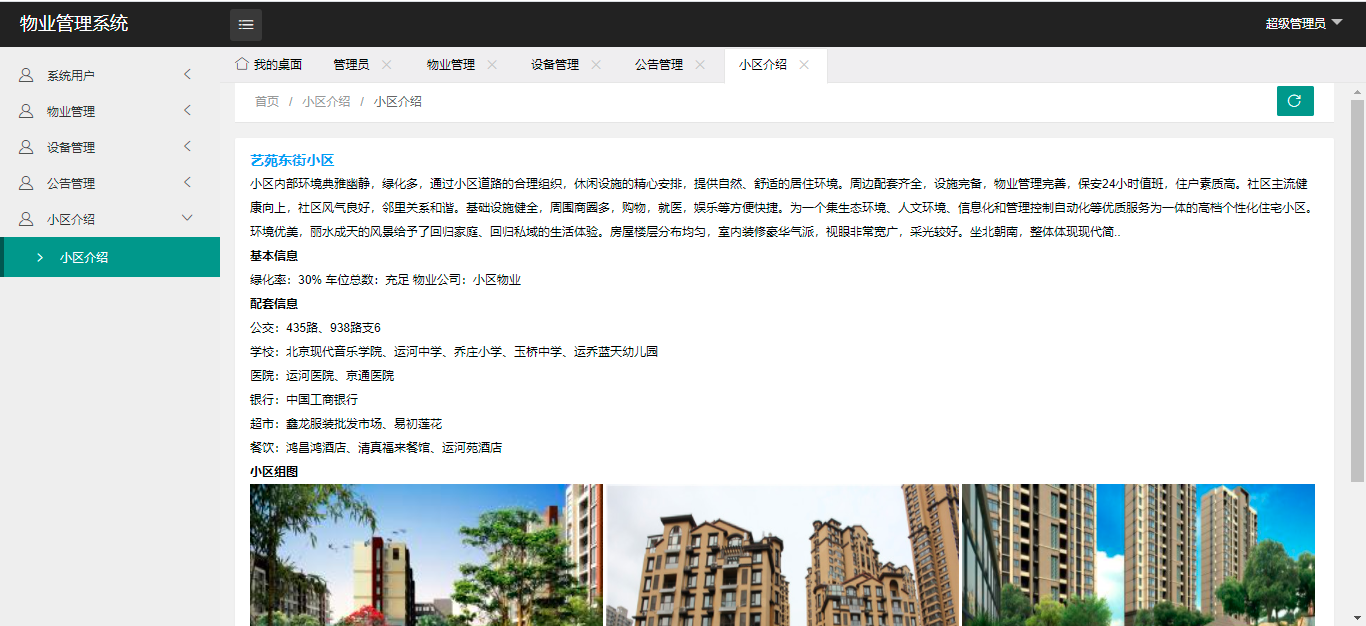 物业管理系统
超级管理员
系统用户
物业管理
设备管理
公告管理
小区介绍
小区介绍
我的桌面 管理员 物业管理 设备管理 公告管理 小区介绍
首页 / 小区介绍 / 小区介绍
艺苑东街小区
小区内部环境典雅幽静，绿化多，通过小区道路的合理组织，休闲设施的精心安排，提供自然、舒适的居住环境。周边配套齐全，设施完备，物业管理完善，保安24小时值班，住户素质高。社区主流健
康向上，社区风气良好，邻里关系和谐。基础设施健全，周围商圈多，购物，就医，娱乐等方便快捷。为一个集生态环境、人文环境、信息化和管理控制自动化等优质服务为一体的高档个性化住宅小区。
环境优美，丽水成天的风景给予了回归家庭、回归私域的生活体验。房屋楼层分布均匀，室内装修豪华气派，视眼非常宽广，采光较好。坐北朝南，整体体现现代简..
基本信息
绿化率：30% 车位总数：充足 物业公司：小区物业
配套信息
公交：435路、938路支6
学校：北京现代音乐学院、运河中学、乔庄小学、玉桥中学、运乔蓝天幼儿园
医院：运河医院、京通医院
银行：中国工商银行
超市：鑫龙服装批发市场、易初莲花
餐饮：鸿昌鸿酒店、清真福来餐馆、运河苑酒店
小区组图